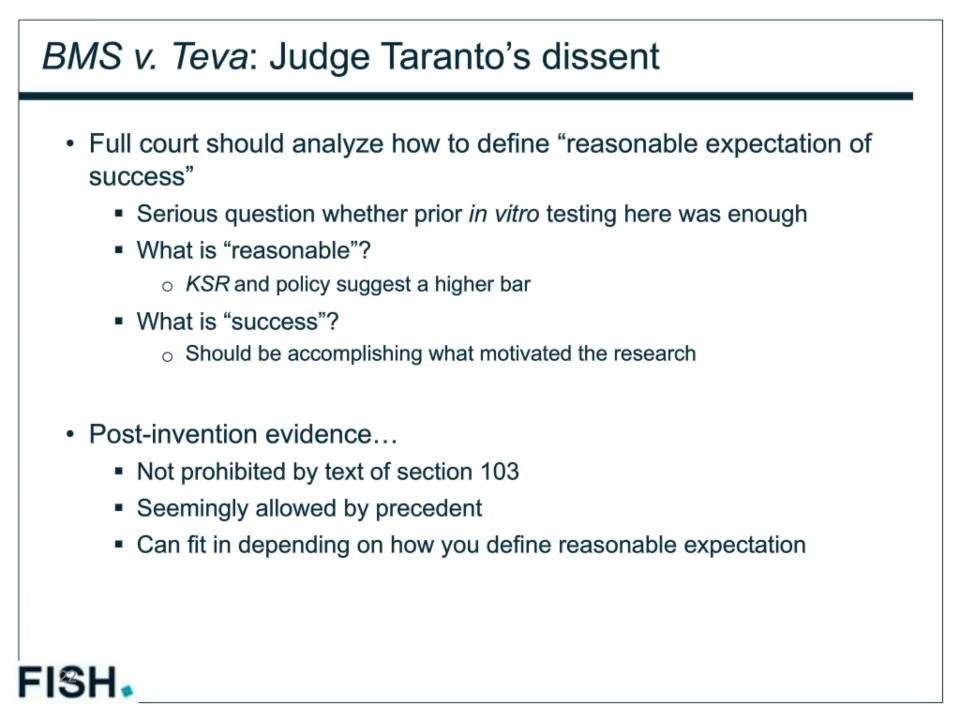 BMS v. Teva: Judge Taranto’s dissent
• Full court should analyze how to define “reasonable expectation of
success”
▪ Serious question whether prior in vitro testing here was enough
▪ What is “reasonable”?
o KSR and policy suggest a higher bar
▪ What is “success”?
o Should be accomplishing what motivated the research
• Post-invention evidence…
▪ Not prohibited by text of section 103
▪ Seemingly allowed by precedent
▪ Can fit in depending on how you define reasonable expectation
FISH.